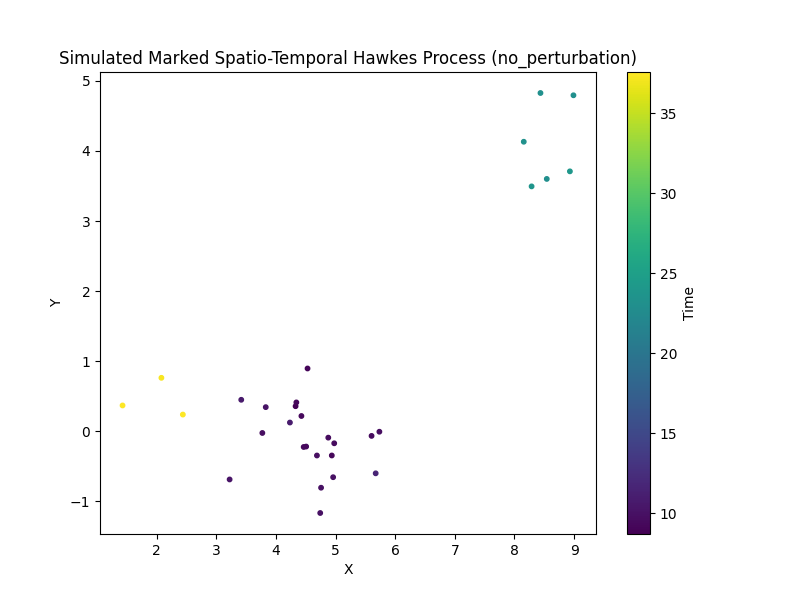 Simulated Marked Spatio-Temporal Hawkes Process (no_perturbation)
5
4
3
2
1
0
−1
Y
2 3 4 5 6 7 8 9
X
35
30
25
20
15
10
Time